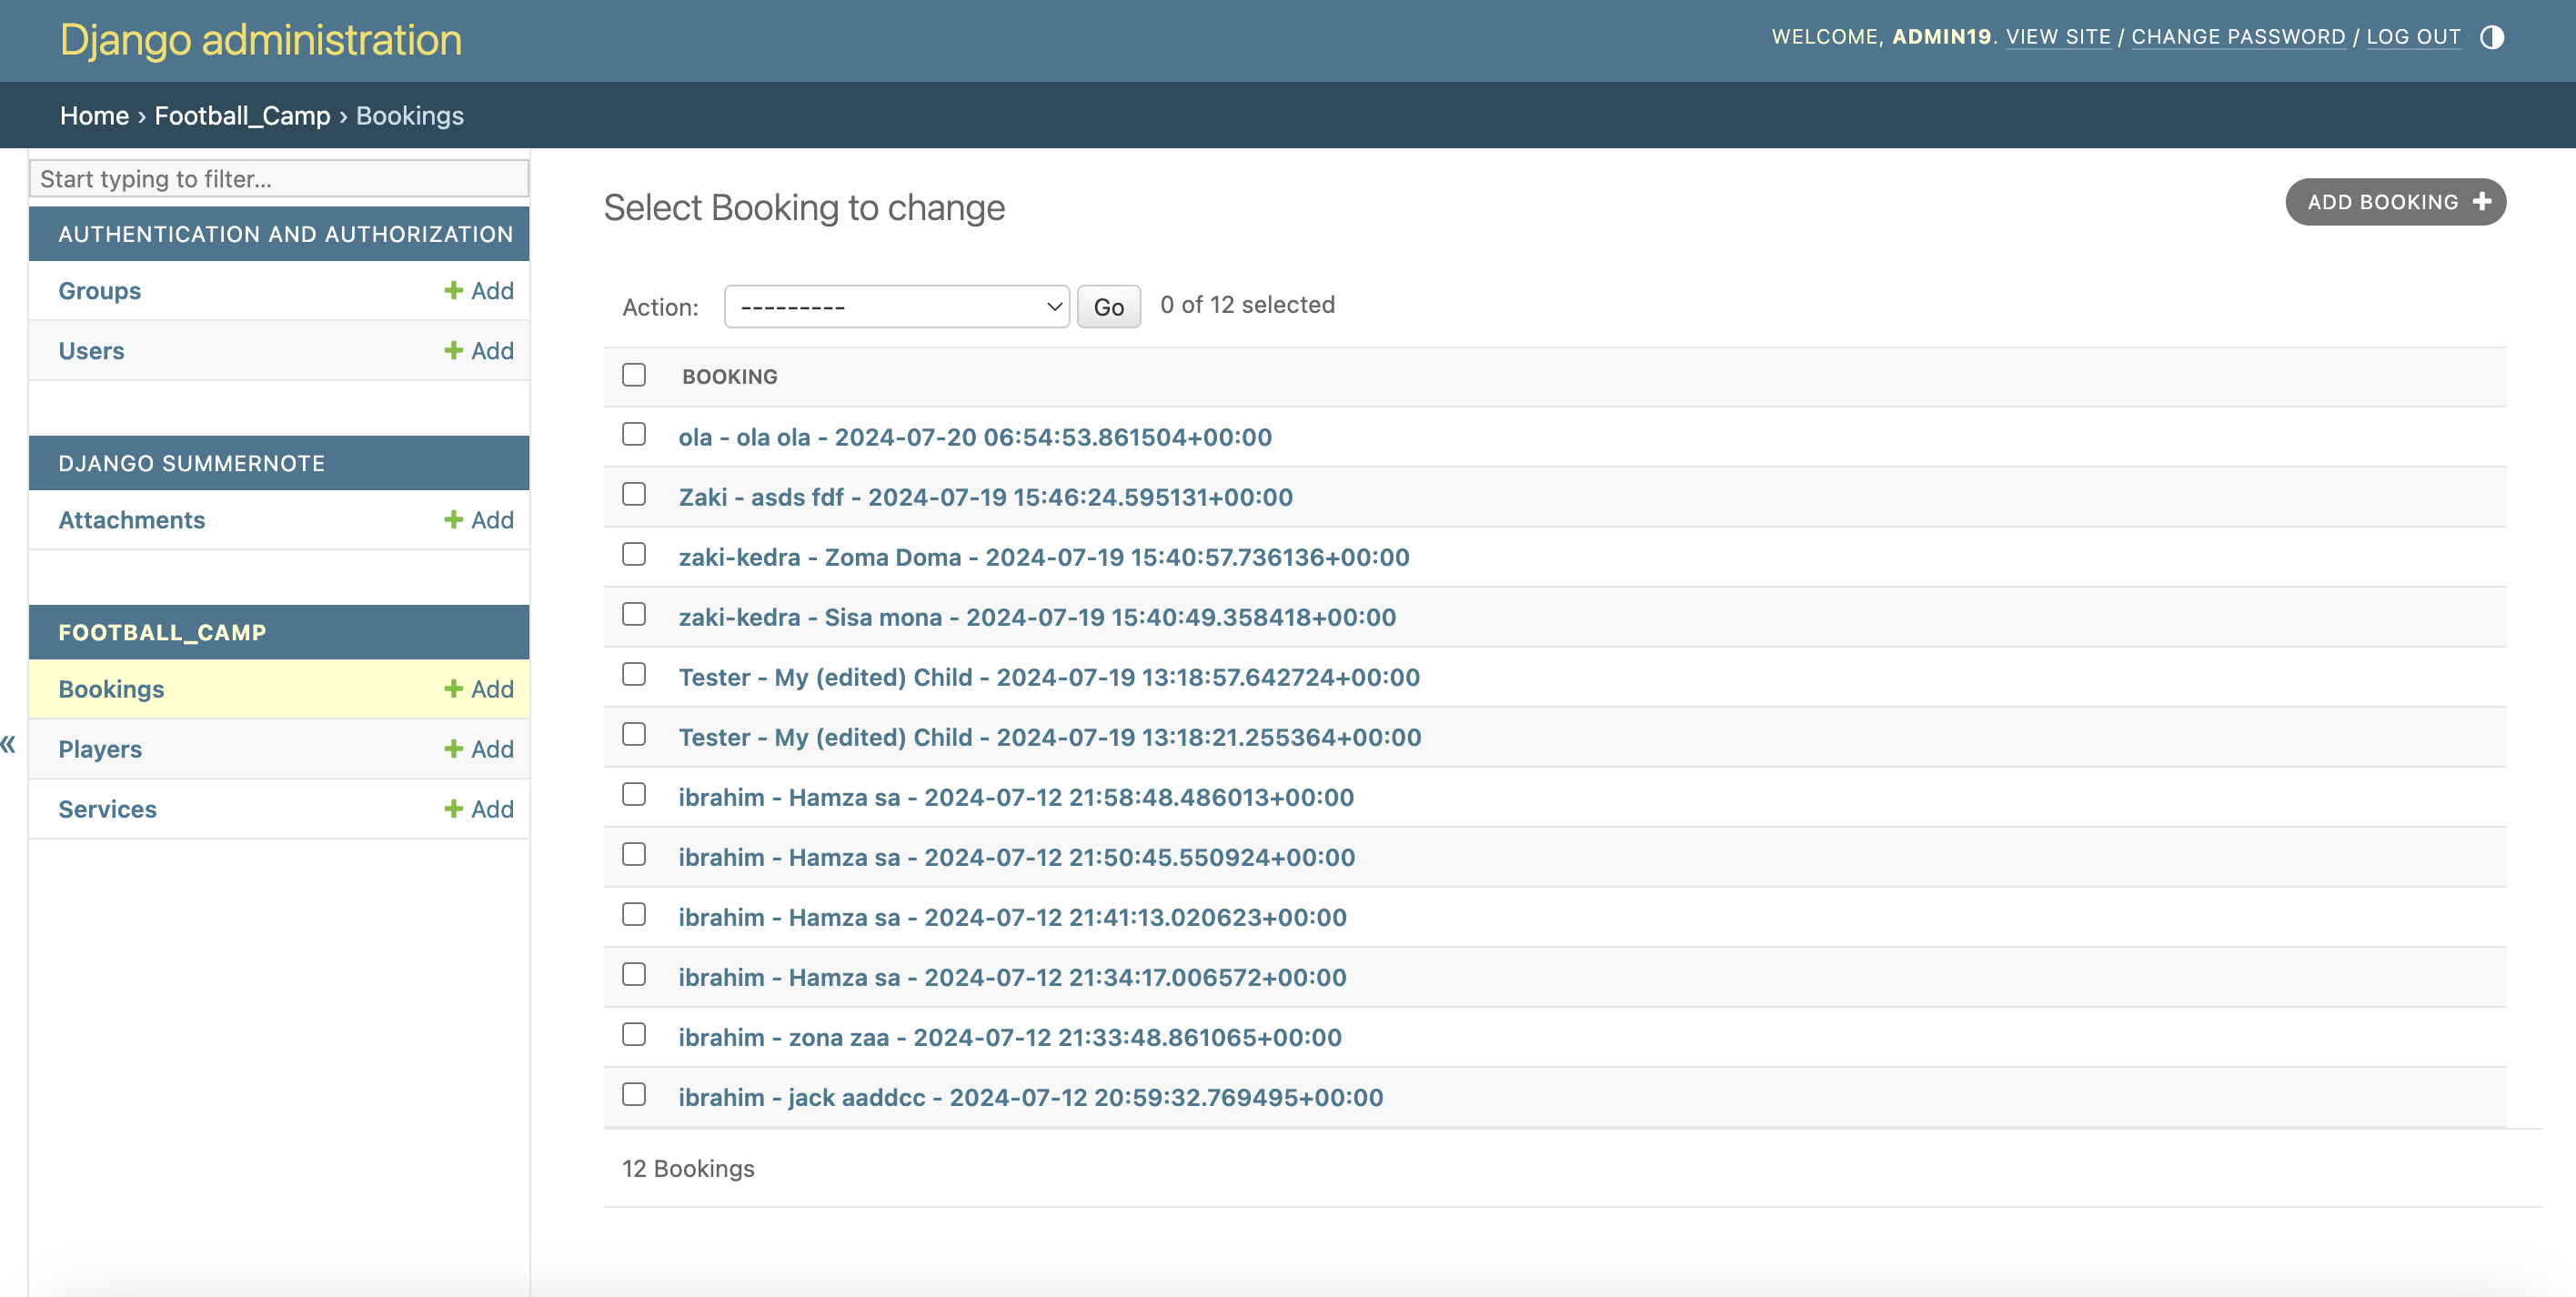 Django administration
WELCOME, ADMIN19. VIEW SITE / CHANGE PASSWORD / LOG OUT
Home › Football_Camp › Bookings
Start typing to filter...
AUTHENTICATION AND AUTHORIZATION
Groups + Add
Users + Add
DJANGO SUMMERNOTE
Attachments + Add
FOOTBALL_CAMP
Bookings + Add
Players + Add
Services + Add
«
Select Booking to change
ADD BOOKING +
Action: --------- Go 0 of 12 selected
BOOKING
ola - ola ola - 2024-07-20 06:54:53.861504+00:00
Zaki - asds fdf - 2024-07-19 15:46:24.595131+00:00
zaki-kedra - Zoma Doma - 2024-07-19 15:40:57.736136+00:00
zaki-kedra - Sisa mona - 2024-07-19 15:40:49.358418+00:00
Tester - My (edited) Child - 2024-07-19 13:18:57.642724+00:00
Tester - My (edited) Child - 2024-07-19 13:18:21.255364+00:00
ibrahim - Hamza sa - 2024-07-12 21:58:48.486013+00:00
ibrahim - Hamza sa - 2024-07-12 21:50:45.550924+00:00
ibrahim - Hamza sa - 2024-07-12 21:41:13.020623+00:00
ibrahim - Hamza sa - 2024-07-12 21:34:17.006572+00:00
ibrahim - zona zaa - 2024-07-12 21:33:48.861065+00:00
ibrahim - jack aaddcc - 2024-07-12 20:59:32.769495+00:00
12 Bookings